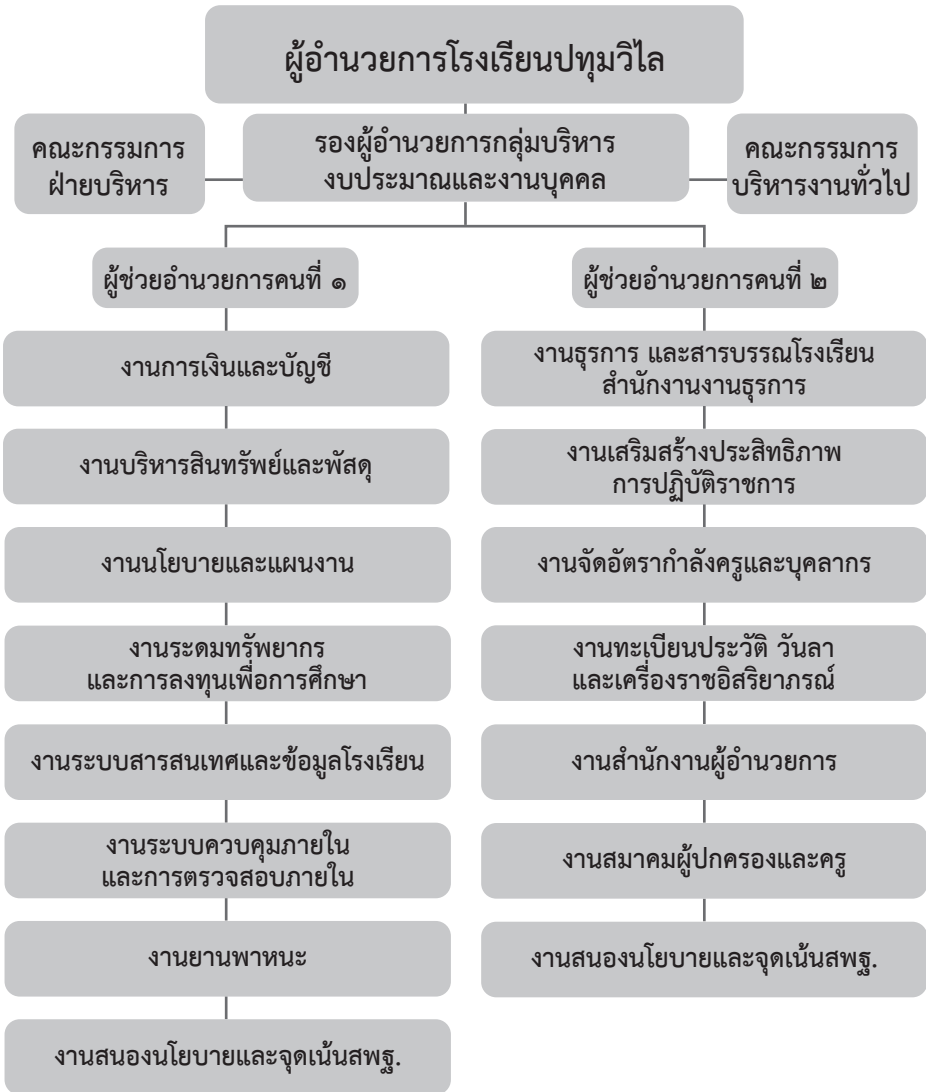 ผู้อำนวยการโรงเรียนปทุมวิไล
คณะกรรมการ
ฝ่ายบริหาร
รองผู้อำนวยการกลุ่มบริหาร
งบประมาณและงานบุคคล
คณะกรรมการ
บริหารงานทั่วไป
ผู้ช่วยอำนวยการคนที่ ๑
งานการเงินและบัญชี
งานบริหารสินทรัพย์และพัสดุ
งานนโยบายและแผนงาน
งานระดมทรัพยากร
และการลงทุนเพื่อการศึกษา
งานระบบสารสนเทศและข้อมูลโรงเรียน
งานระบบควบคุมภายใน
และการตรวจสอบภายใน
งานยานพาหนะ
งานสนองนโยบายและจุดเน้นสพฐ.
ผู้ช่วยอำนวยการคนที่ ๒
งานธุรการ และสารบรรณโรงเรียน
สำนักงานงานธุรการ
งานเสริมสร้างประสิทธิภาพ
การปฏิบัติราชการ
งานจัดอัตรากำลังครูและบุคลากร
งานทะเบียนประวัติ วันลา
และเครื่องราชอิสริยาภรณ์
งานสำนักงานผู้อำนวยการ
งานสมาคมผู้ปกครองและครู
งานสนองนโยบายและจุดเน้นสพฐ.